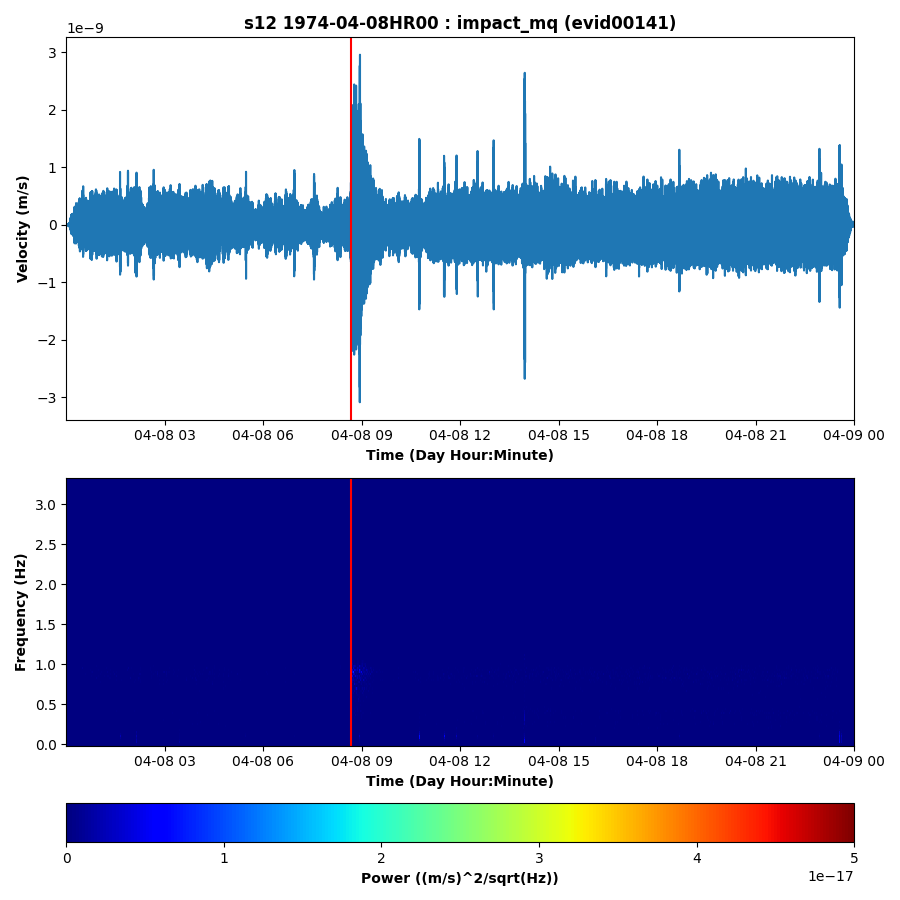 s12 1974-04-08HR00 : impact_mq (evid00141)
1e−9
3
2
1
0
−1
−2
−3
Velocity (m/s)
04-08 03 04-08 06 04-08 09 04-08 12 04-08 15 04-08 18 04-08 21 04-09 00
Time (Day Hour:Minute)
3.0
2.5
2.0
1.5
1.0
0.5
0.0
Frequency (Hz)
04-08 03 04-08 06 04-08 09 04-08 12 04-08 15 04-08 18 04-08 21 04-09 00
Time (Day Hour:Minute)
0 1 2 3 4 5
1e−17
Power ((m/s)^2/sqrt(Hz))